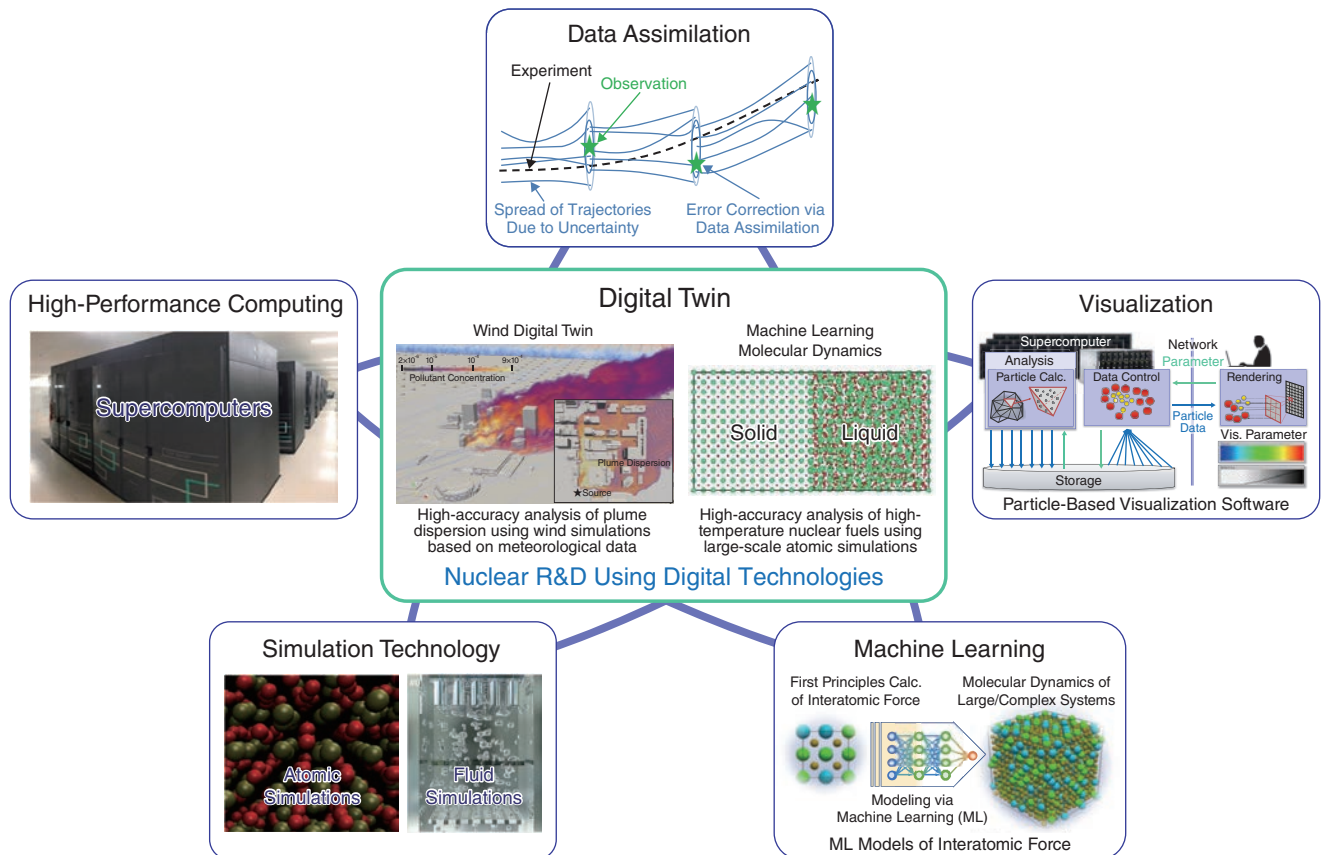 Data Assimilation
Experiment
Observation
Spread of Trajectories
Due to Uncertainty
Error Correction via
Data Assimilation
High-Performance Computing
Supercomputers
Digital Twin
Wind Digital Twin
Pollutant Concentration
Plume Dispersion
★Source
High-accuracy analysis of plume
dispersion using wind simulations
based on meteorological data
Machine Learning
Molecular Dynamics
Solid
Liquid
High-accuracy analysis of high-
temperature nuclear fuels using
large-scale atomic simulations
Nuclear R&D Using Digital Technologies
Visualization
Supercomputer
Network
Analysis
Parameter
Particle Calc.
Data Control
Rendering
Particle
Data
Vis. Parameter
Storage
Particle-Based Visualization Software
Simulation Technology
Atomic
Simulations
Fluid
Simulations
Machine Learning
First Principles Calc.
of Interatomic Force
Molecular Dynamics of
Large/Complex Systems
Modeling via
Machine Learning (ML)
ML Models of Interatomic Force